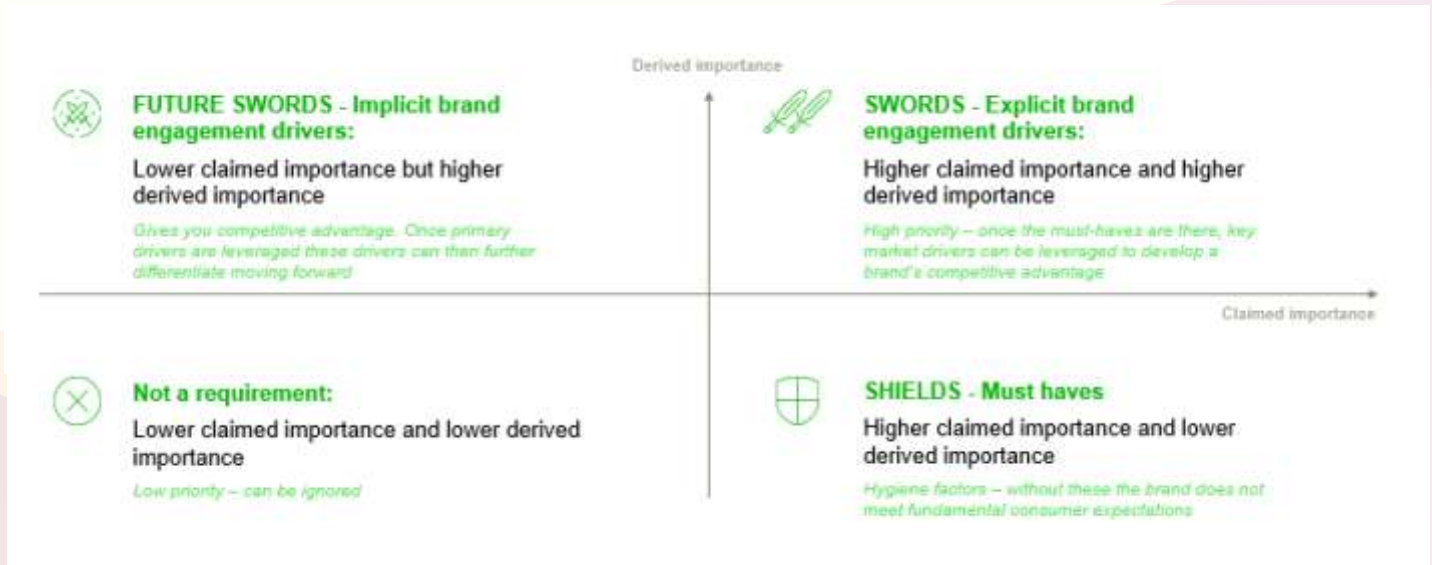 Derived importance
FUTURE SWORDS - Implicit brand
engagement drivers:
Lower claimed importance but higher
derived importance
Gives you competitive advantage. Once primary
drivers are leveraged these drivers can then further
differentiate moving forward
SWORDS - Explicit brand
engagement drivers:
Higher claimed importance and higher
derived importance
High priority – once the must-haves are there, key
market drivers can be leveraged to develop a
brand's competitive advantage
Claimed importance
Not a requirement:
Lower claimed importance and lower derived
importance
Low priority – can be ignored
SHIELDS - Must haves
Higher claimed importance and lower
derived importance
Hygiene factors – without these the brand does not
meet fundamental consumer expectations